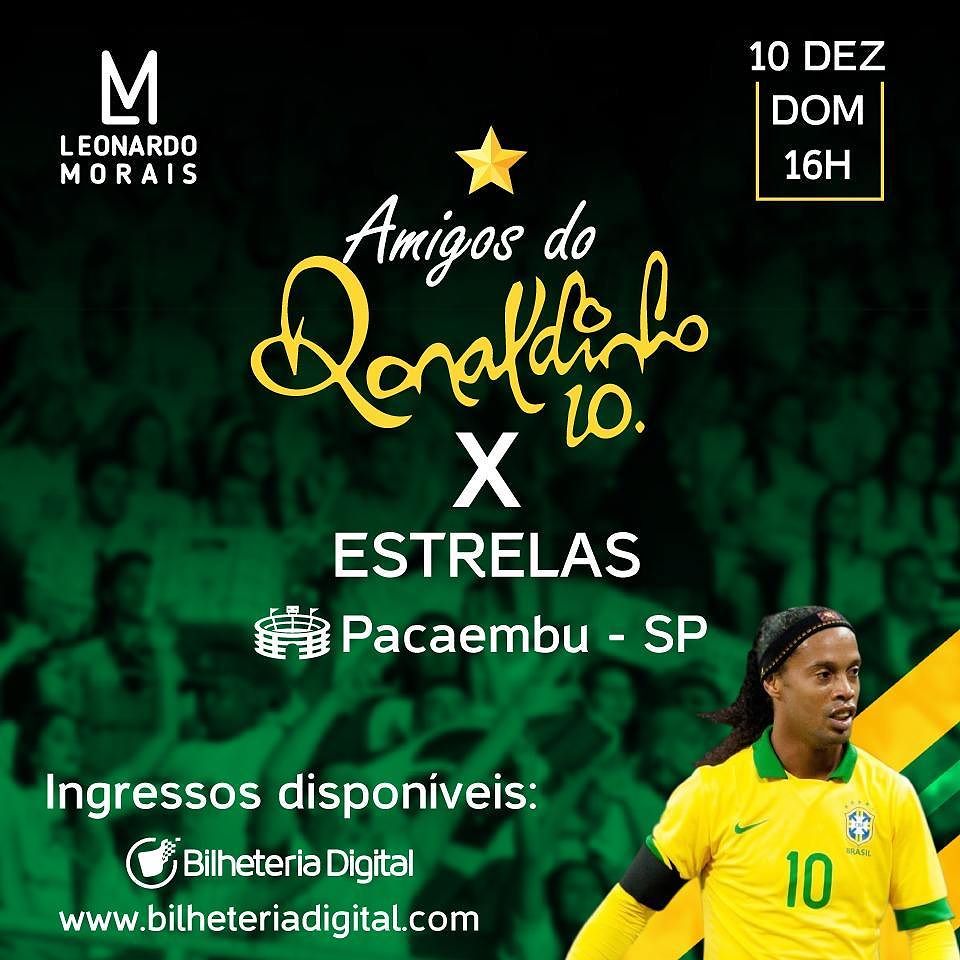 LM
LEONARDO
MORAIS
10 DEZ
DOM
16H
Amigos do
Ronaldinho
10.
X
ESTRELAS
Pacaembu - SP
Ingressos disponíveis:
Bilheteria Digital
www.bilheteriadigital.com
BRASIL
10